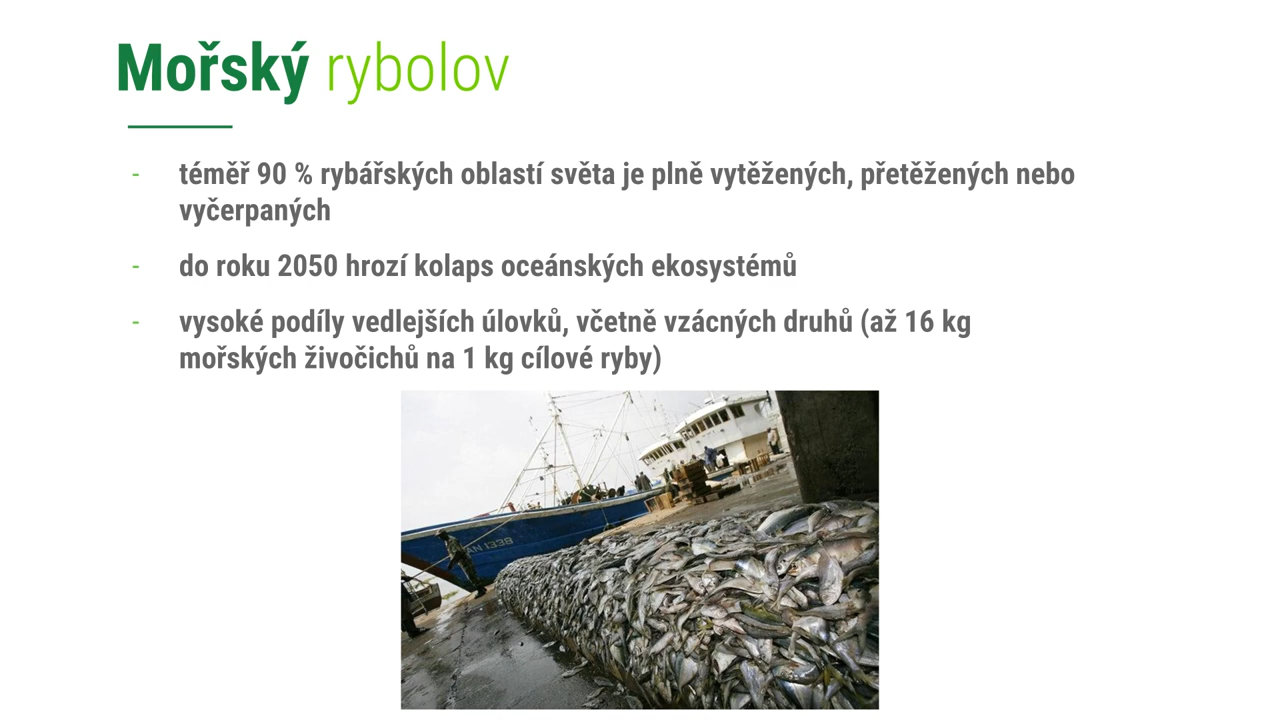 Mořský rybolov
- téměř 90 % rybářských oblastí světa je plně vytěžených, přetěžených nebo
vyčerpaných
- do roku 2050 hrozí kolaps oceánských ekosystémů
- vysoké podíly vedlejších úlovků, včetně vzácných druhů (až 16 kg
mořských živočichů na 1 kg cílové ryby)
AN 1339